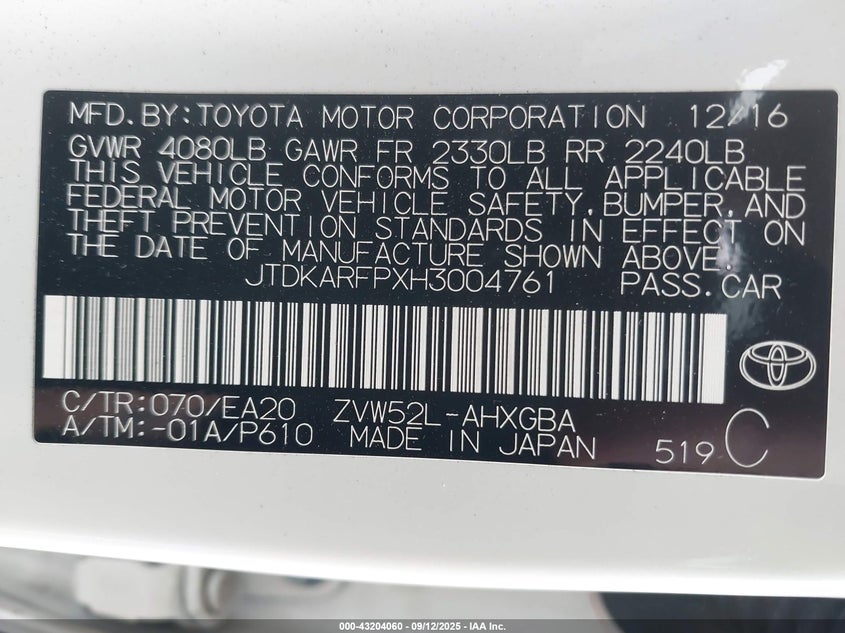 MFD.BY:TOYOTA MOTOR CORPORATION 12/16
GVWR 4080LB GAWR FR 2330LB RR 2240LB
THIS VEHICLE CONFORMS TO ALL APPLICABLE
FEDERAL MOTOR VEHICLE SAFETY,BUMPER,AND
THEFT PREVENTION STANDARDS IN EFFECT ON
THE DATE OF MANUFACTURE SHOWN ABOVE.
JTDKARFPXH3004761 PASS.CAR
C/TR:070/EA20 ZVW52L-AHXGBA
A/TM:-01A/P610 MADE IN JAPAN 519 C
000-43204060 - 09/12/2025 - IAA Inc.